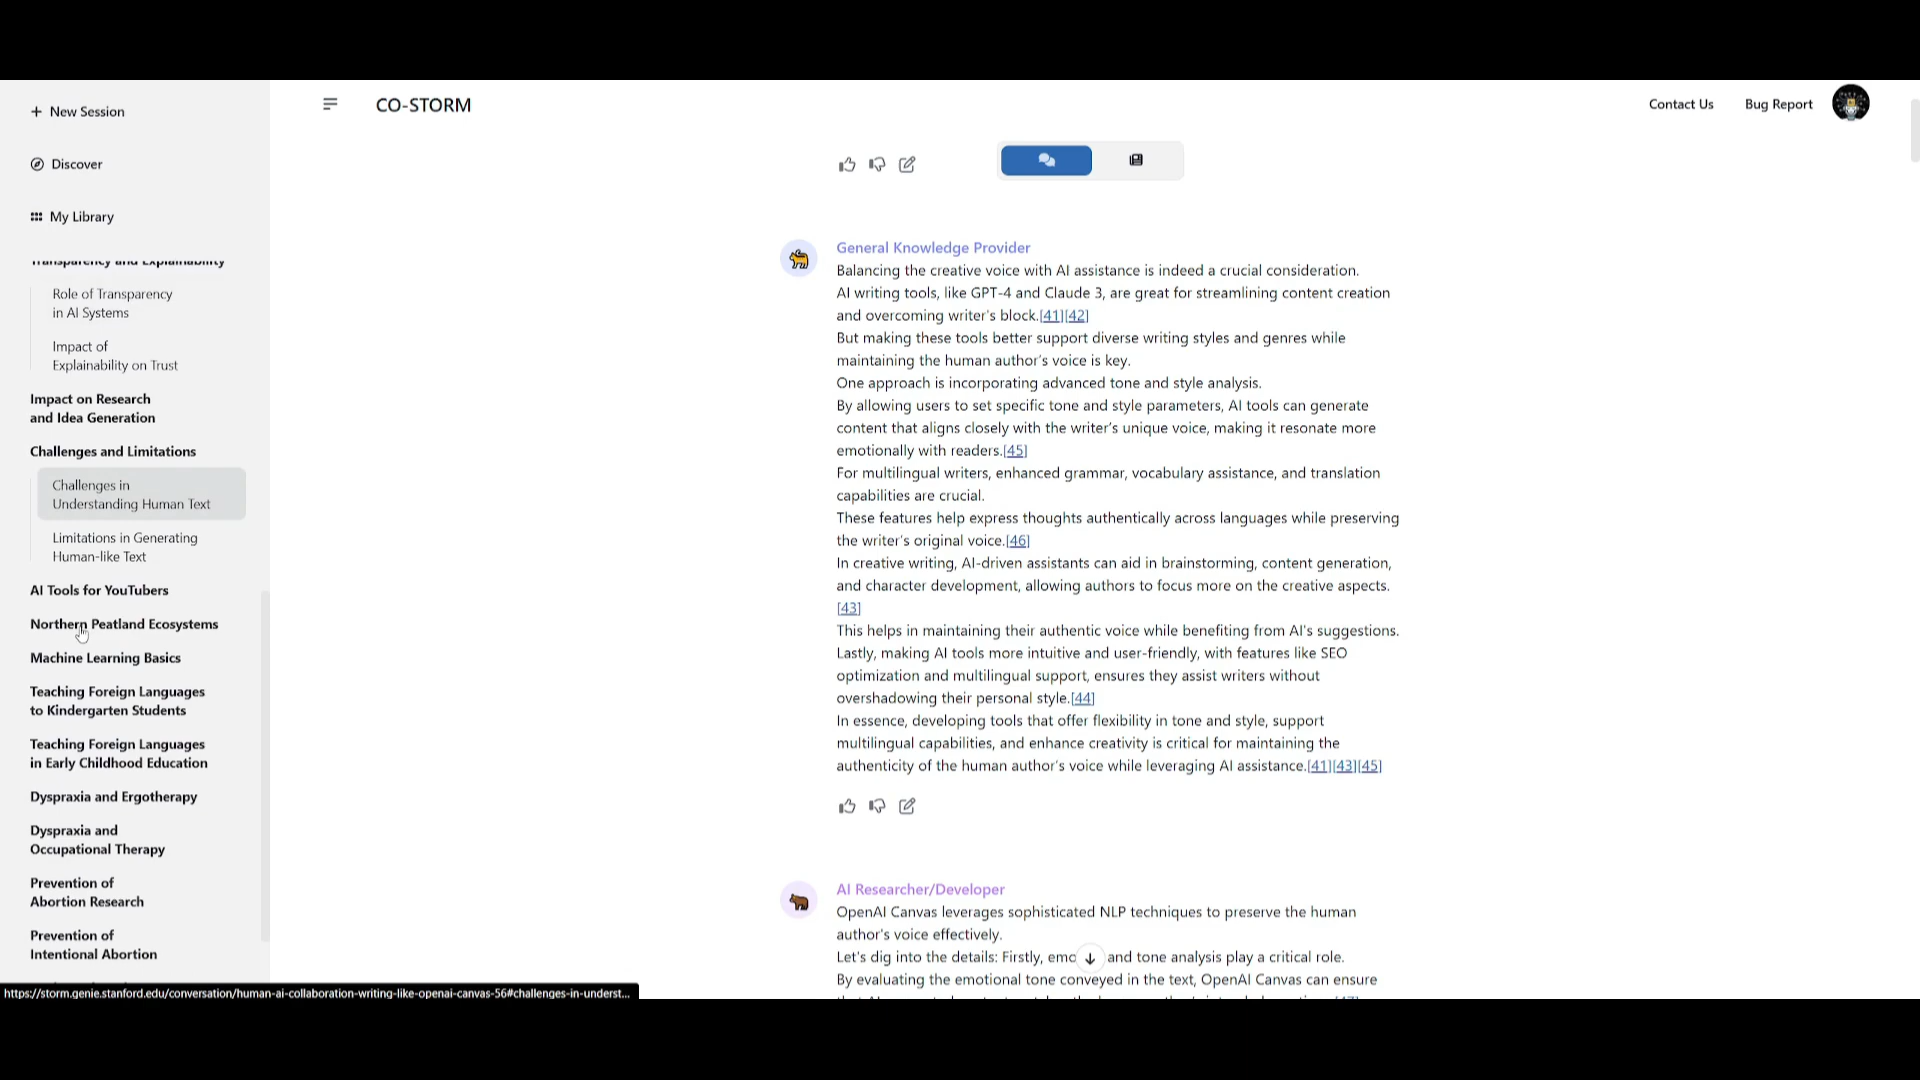 + New Session
Discover
My Library
Transparency and Explainability
Role of Transparency
in AI Systems
Impact of
Explainability on Trust
Impact on Research
and Idea Generation
Challenges and Limitations
Challenges in
Understanding Human Text
Limitations in Generating
Human-like Text
AI Tools for YouTubers
Northern Peatland Ecosystems
Machine Learning Basics
Teaching Foreign Languages
to Kindergarten Students
Teaching Foreign Languages
in Early Childhood Education
Dyspraxia and Ergotherapy
Dyspraxia and
Occupational Therapy
Prevention of
Abortion Research
Prevention of
Intentional Abortion
https://storm.genie.stanford.edu/conversation/human-ai-collaboration-writing-like-openai-canvas-56#challenges-in-underst...
CO-STORM
Contact Us
Bug Report
General Knowledge Provider
Balancing the creative voice with AI assistance is indeed a crucial consideration.
AI writing tools, like GPT-4 and Claude 3, are great for streamlining content creation
and overcoming writer's block.[41][42]
But making these tools better support diverse writing styles and genres while
maintaining the human author's voice is key.
One approach is incorporating advanced tone and style analysis.
By allowing users to set specific tone and style parameters, AI tools can generate
content that aligns closely with the writer's unique voice, making it resonate more
emotionally with readers.[45]
For multilingual writers, enhanced grammar, vocabulary assistance, and translation
capabilities are crucial.
These features help express thoughts authentically across languages while preserving
the writer's original voice.[46]
In creative writing, AI-driven assistants can aid in brainstorming, content generation,
and character development, allowing authors to focus more on the creative aspects.
[43]
This helps in maintaining their authentic voice while benefiting from AI's suggestions.
Lastly, making AI tools more intuitive and user-friendly, with features like SEO
optimization and multilingual support, ensures they assist writers without
overshadowing their personal style.[44]
In essence, developing tools that offer flexibility in tone and style, support
multilingual capabilities, and enhance creativity is critical for maintaining the
authenticity of the human author's voice while leveraging AI assistance.[41][43][45]
AI Researcher/Developer
OpenAI Canvas leverages sophisticated NLP techniques to preserve the human
author's voice effectively.
Let's dig into the details: Firstly, emo and tone analysis play a critical role.
By evaluating the emotional tone conveyed in the text, OpenAI Canvas can ensure